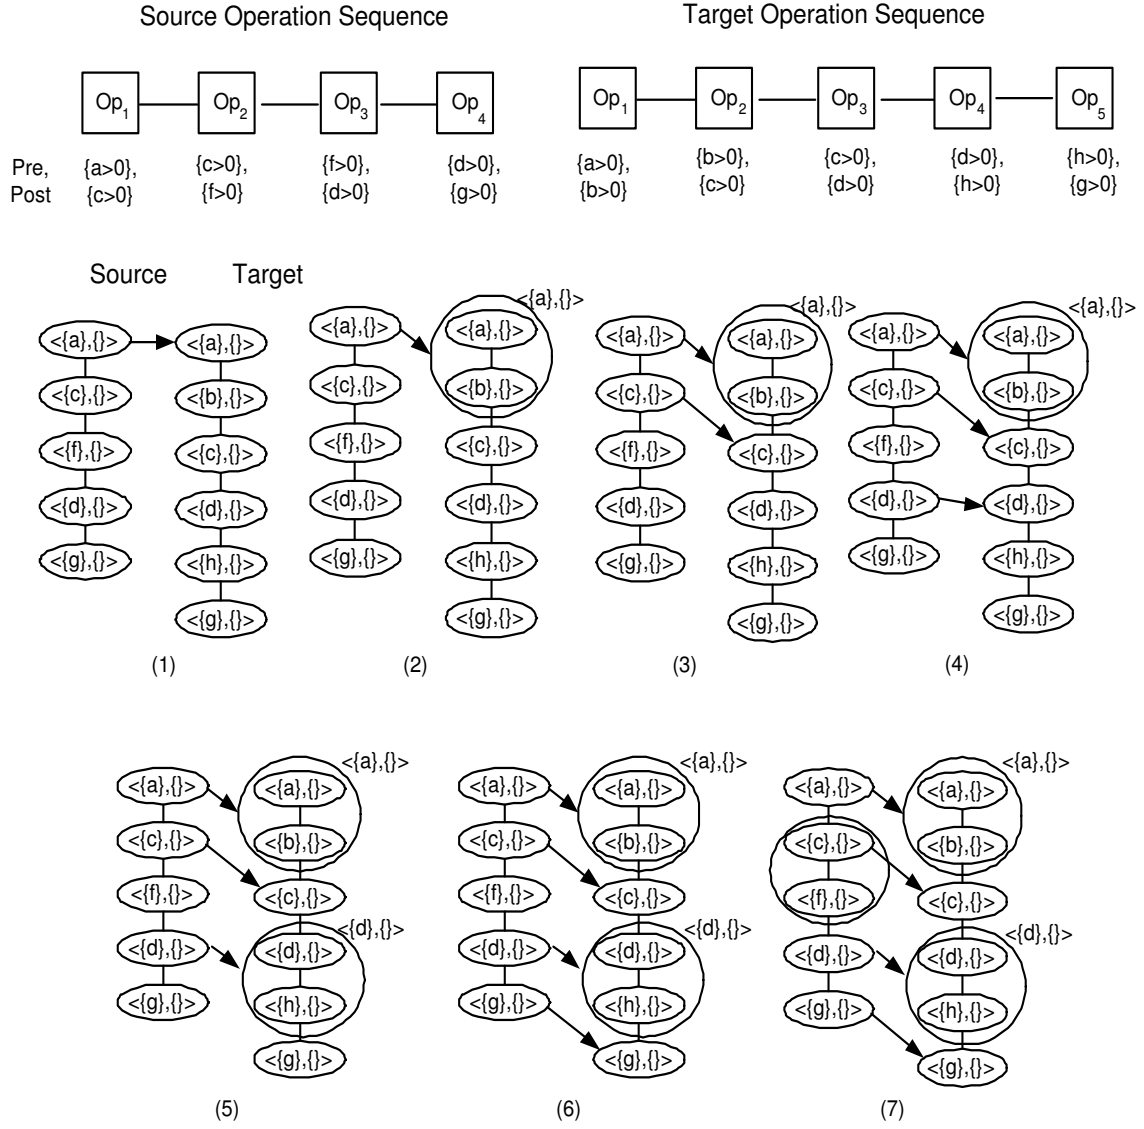 Source Operation Sequence
Target Operation Sequence
Op1 Op2 Op3 Op4
Op1 Op2 Op3 Op4 Op5
Pre, {a>0}, {c>0}, {f>0}, {d>0},
Post {c>0} {f>0} {d>0} {g>0}
{a>0}, {b>0}, {c>0}, {d>0}, {h>0},
{b>0} {c>0} {d>0} {h>0} {g>0}
Source Target
<{a},{}>
<{c},{}>
<{f},{}>
<{d},{}>
<{g},{}>
<{a},{}>
<{b},{}>
<{c},{}>
<{d},{}>
<{h},{}>
<{g},{}>
(1)
<{a},{}>
<{c},{}>
<{f},{}>
<{d},{}>
<{g},{}>
<{a},{}>
<{a},{}>
<{b},{}>
<{c},{}>
<{d},{}>
<{h},{}>
<{g},{}>
(2)
<{a},{}>
<{c},{}>
<{f},{}>
<{d},{}>
<{g},{}>
<{a},{}>
<{a},{}>
<{b},{}>
<{c},{}>
<{d},{}>
<{h},{}>
<{g},{}>
(3)
<{a},{}>
<{c},{}>
<{f},{}>
<{d},{}>
<{g},{}>
<{a},{}>
<{a},{}>
<{b},{}>
<{c},{}>
<{d},{}>
<{h},{}>
<{g},{}>
(4)
<{a},{}>
<{c},{}>
<{f},{}>
<{d},{}>
<{g},{}>
<{a},{}>
<{a},{}>
<{b},{}>
<{c},{}>
<{d},{}>
<{d},{}>
<{h},{}>
<{g},{}>
(5)
<{a},{}>
<{c},{}>
<{f},{}>
<{d},{}>
<{g},{}>
<{a},{}>
<{a},{}>
<{b},{}>
<{c},{}>
<{d},{}>
<{d},{}>
<{h},{}>
<{g},{}>
(6)
<{a},{}>
<{c},{}>
<{f},{}>
<{d},{}>
<{g},{}>
<{a},{}>
<{a},{}>
<{b},{}>
<{c},{}>
<{d},{}>
<{d},{}>
<{h},{}>
<{g},{}>
(7)